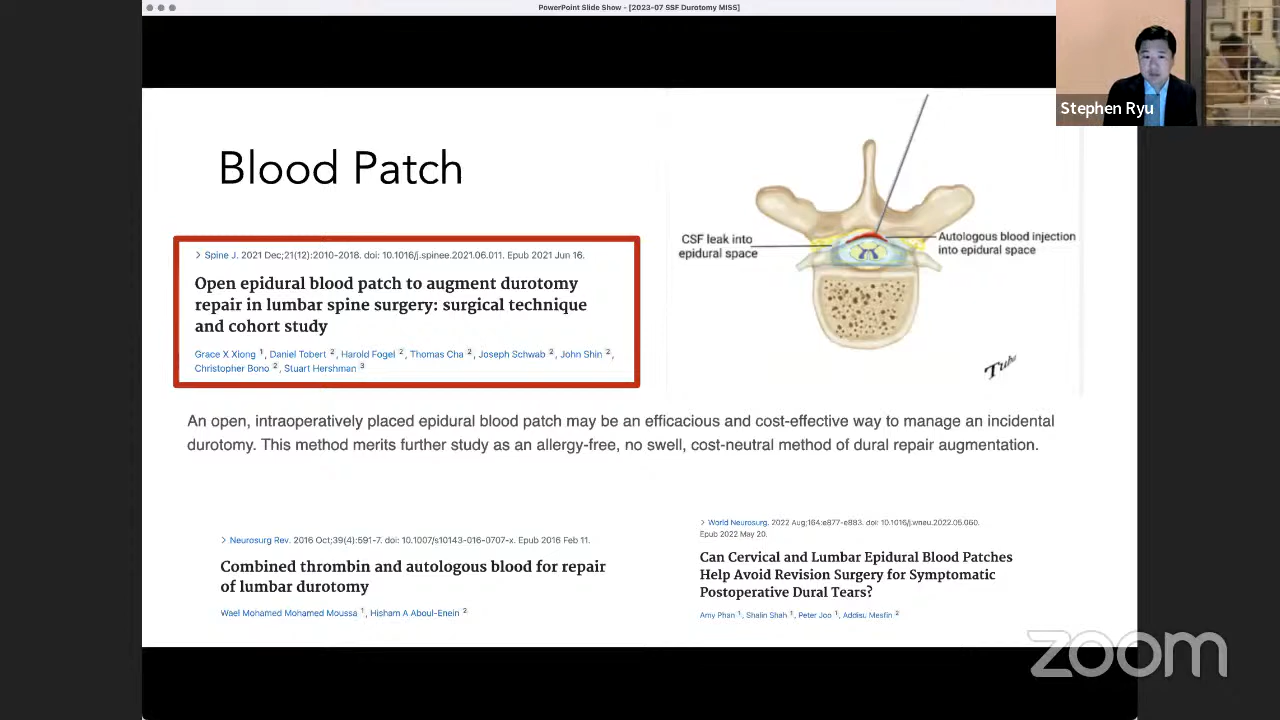 PowerPoint Slide Show - [2023-07 SSF Durotomy MISS]
Stephen Ryu
Blood Patch
CSF leak into
epidural space
Autologous blood injection
into epidural space
> Spine J. 2021 Dec;21(12):2010-2018. doi: 10.1016/j.spinee.2021.06.011. Epub 2021 Jun 16.
Open epidural blood patch to augment durotomy
repair in lumbar spine surgery: surgical technique
and cohort study
Grace X Xiong 1, Daniel Tobert 2, Harold Fogel 2, Thomas Cha 2, Joseph Schwab 2, John Shin 2,
Christopher Bono 2, Stuart Hershman 3
An open, intraoperatively placed epidural blood patch may be an efficacious and cost-effective way to manage an incidental
durotomy. This method merits further study as an allergy-free, no swell, cost-neutral method of dural repair augmentation.
> Neurosurg Rev. 2016 Oct;39(4):591-7. doi: 10.1007/s10143-016-0707-x. Epub 2016 Feb 11.
Combined thrombin and autologous blood for repair
of lumbar durotomy
Wael Mohamed Mohamed Moussa 1, Hisham A Aboul-Enein 2
> World Neurosurg. 2022 Aug;164:e877-e883. doi: 10.1016/j.wneu.2022.05.060.
Epub 2022 May 20.
Can Cervical and Lumbar Epidural Blood Patches
Help Avoid Revision Surgery for Symptomatic
Postoperative Dural Tears?
Amy Phan 1, Shalin Shah 1, Peter Joo 1, Addisu Mesfin 2
zoom